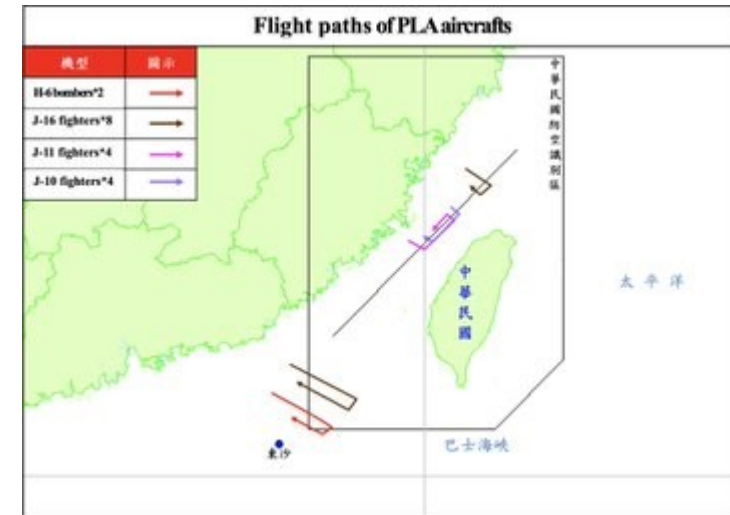 Flight paths of PLA aircrafts
機型 圖示
H-6 bombers*2
J-16 fighters*8
J-11 fighters*4
J-10 fighters*4
中華民國防空識別區
中華民國
太平洋
巴士海峽
東沙